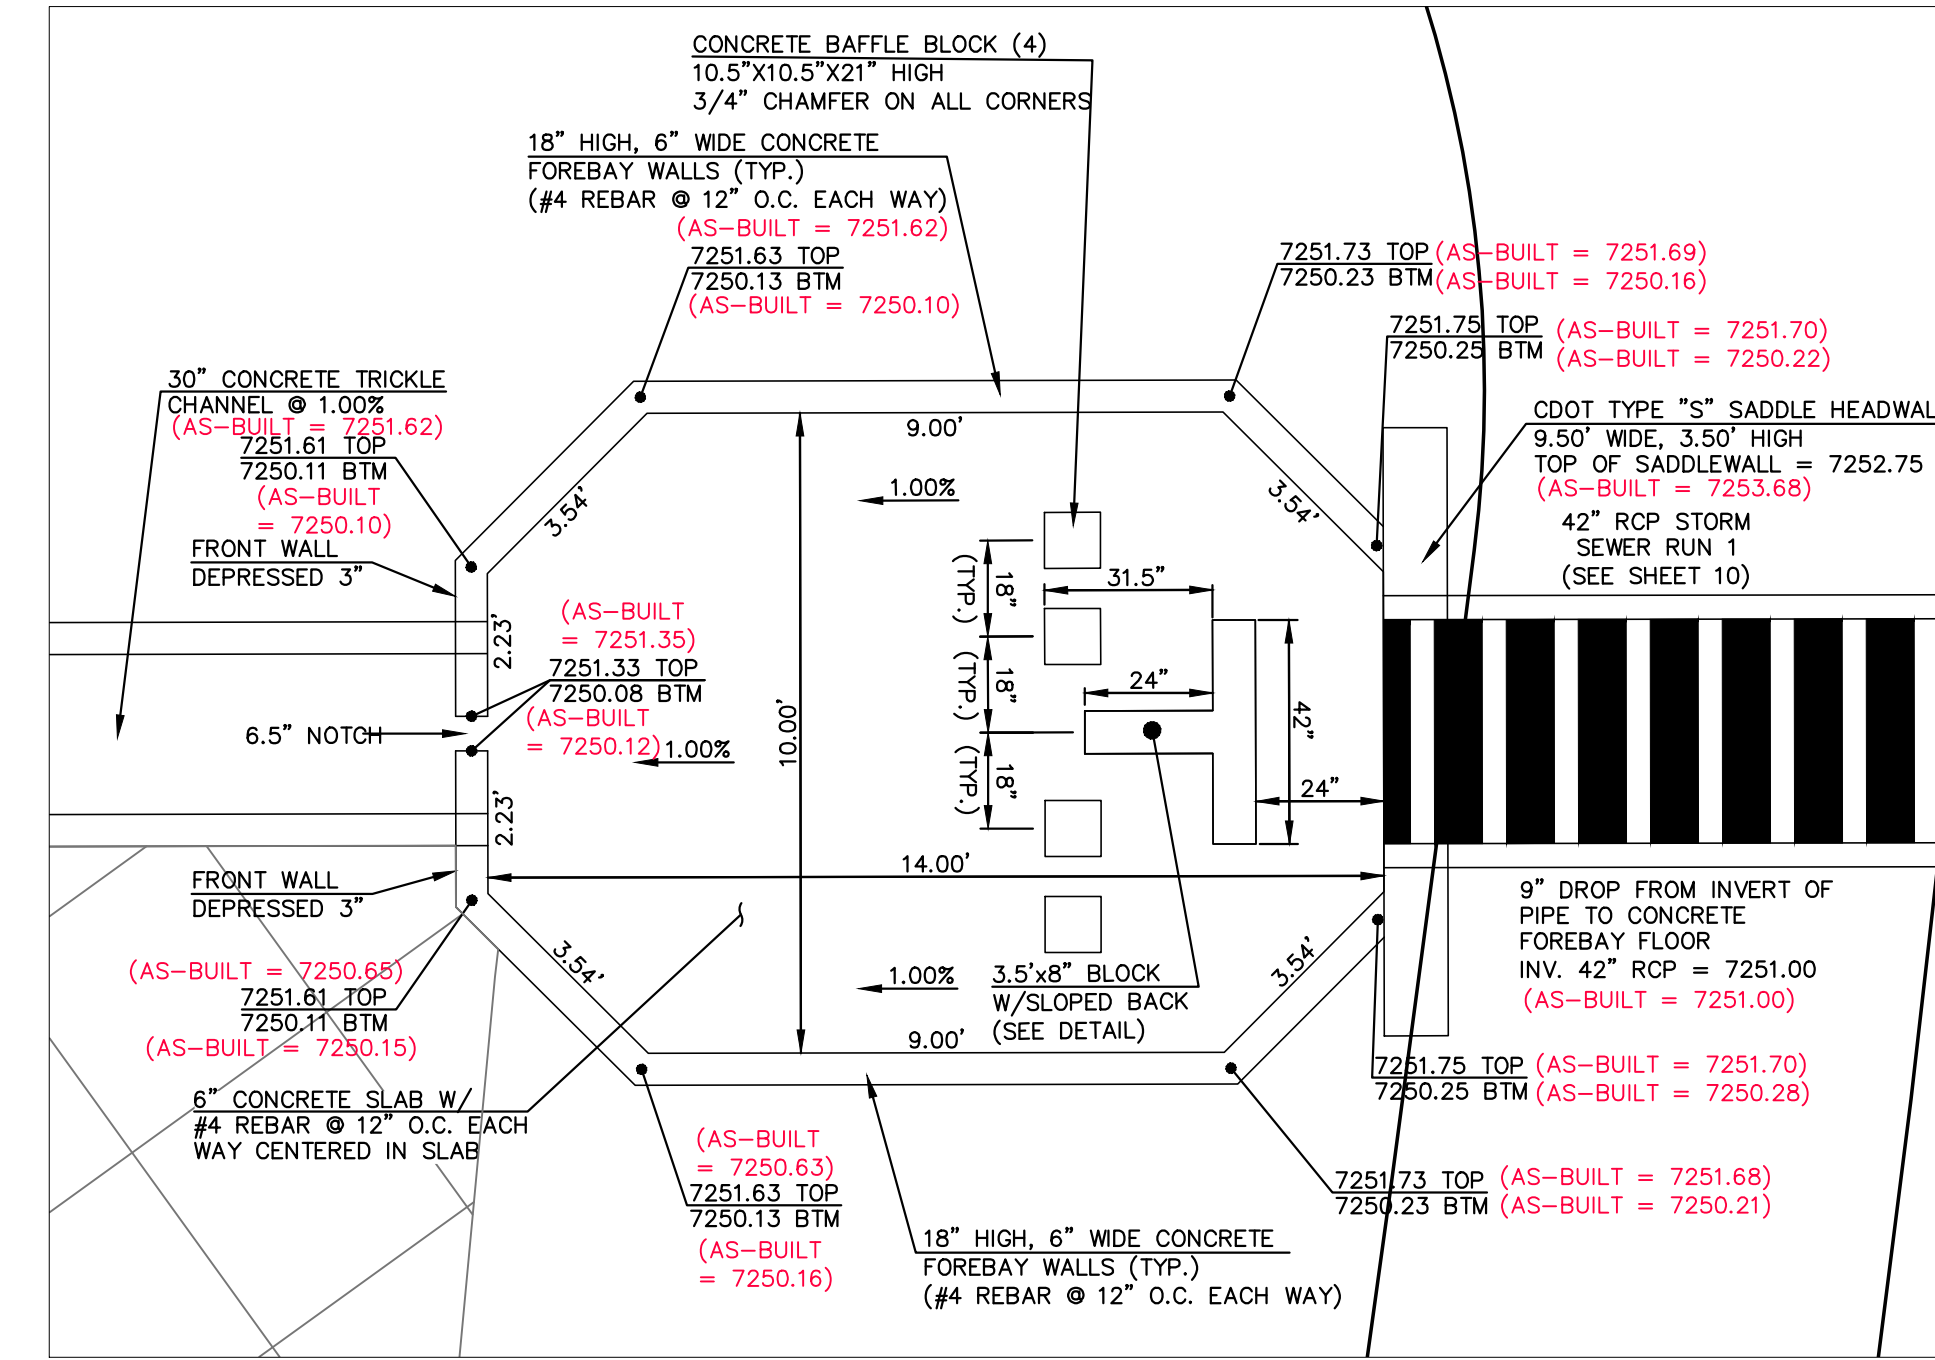 CONCRETE BAFFLE BLOCK (4)
10.5"X10.5"X21" HIGH
3/4" CHAMFER ON ALL CORNERS
18" HIGH, 6" WIDE CONCRETE
FOREBAY WALLS (TYP.)
(#4 REBAR @ 12" O.C. EACH WAY)
(AS-BUILT = 7251.62)
7251.63 TOP
7250.13 BTM
(AS-BUILT = 7250.10)
7251.73 TOP (AS-BUILT = 7251.69)
7250.23 BTM (AS-BUILT = 7250.16)
7251.75 TOP (AS-BUILT = 7251.70)
7250.25 BTM (AS-BUILT = 7250.22)
30" CONCRETE TRICKLE
CHANNEL @ 1.00%
(AS-BUILT = 7251.62)
7251.61 TOP
7250.11 BTM
(AS-BUILT
= 7250.10)
FRONT WALL
DEPRESSED 3"
CDOT TYPE "S" SADDLE HEADWAL
9.50' WIDE, 3.50' HIGH
TOP OF SADDLEWALL = 7252.75
(AS-BUILT = 7253.68)
42" RCP STORM
SEWER RUN 1
(SEE SHEET 10)
9.00'
3.54'
3.54'
1.00%
18"
(TYP.)
18"
(TYP.)
18"
(TYP.)
31.5"
24"
42"
24"
2.23'
(AS-BUILT
= 7251.35)
7251.33 TOP
7250.08 BTM
(AS-BUILT
= 7250.12)
1.00%
6.5" NOTCH
2.23'
10.00'
14.00'
FRONT WALL
DEPRESSED 3"
(AS-BUILT = 7250.65)
7251.61 TOP
7250.11 BTM
(AS-BUILT = 7250.15)
3.54'
1.00%
3.5'x8" BLOCK
W/SLOPED BACK
(SEE DETAIL)
3.54'
9.00'
9" DROP FROM INVERT OF
PIPE TO CONCRETE
FOREBAY FLOOR
INV. 42" RCP = 7251.00
(AS-BUILT = 7251.00)
7251.75 TOP (AS-BUILT = 7251.70)
7250.25 BTM (AS-BUILT = 7250.28)
6" CONCRETE SLAB W/
#4 REBAR @ 12" O.C. EACH
WAY CENTERED IN SLAB
(AS-BUILT
= 7250.63)
7251.63 TOP
7250.13 BTM
(AS-BUILT
= 7250.16)
7251.73 TOP (AS-BUILT = 7251.68)
7250.23 BTM (AS-BUILT = 7250.21)
18" HIGH, 6" WIDE CONCRETE
FOREBAY WALLS (TYP.)
(#4 REBAR @ 12" O.C. EACH WAY)